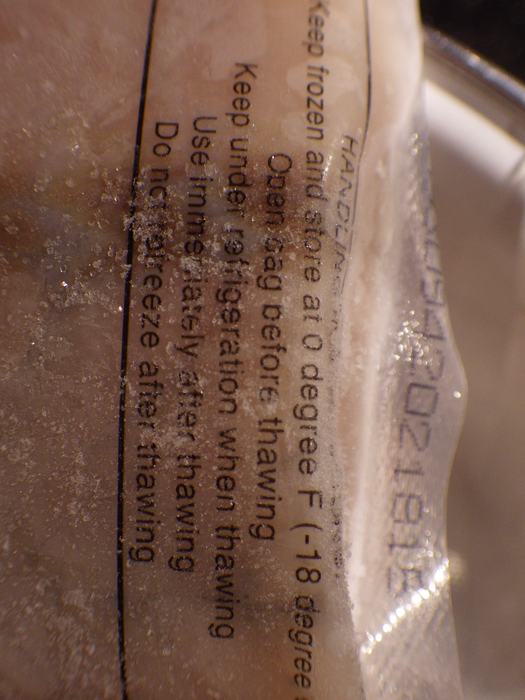 HANDLING
Keep frozen and store at 0 degree F (-18 degree
Open bag before thawing
Keep under refrigeration when thawing
Use immediately after thawing
Do not refreeze after thawing